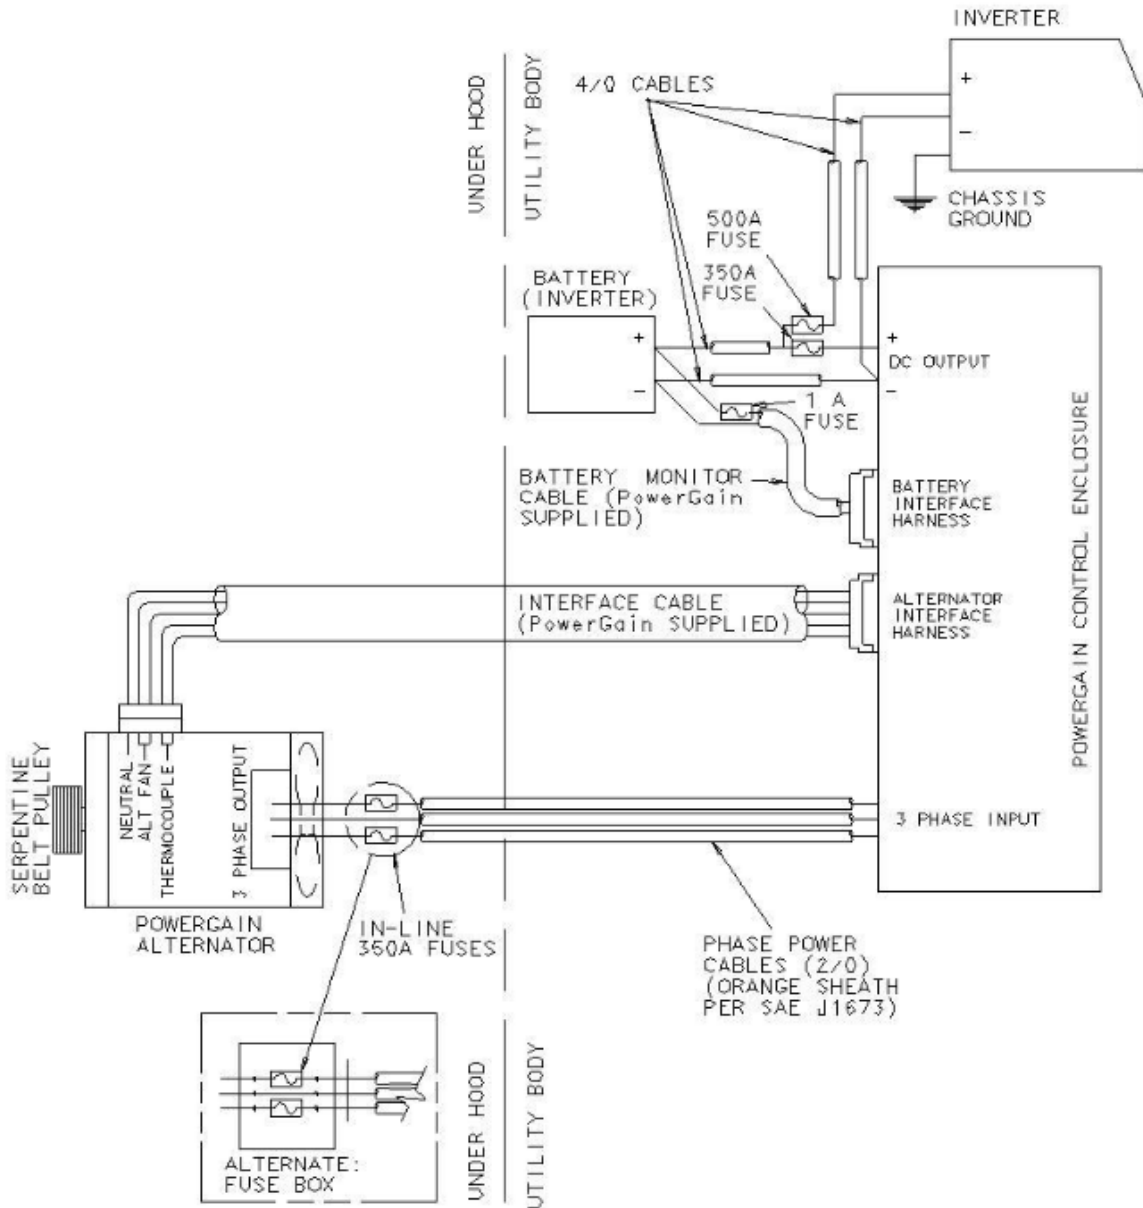 INVERTER
UNDER HOOD
UTILITY BODY
4/0 CABLES
+
−
CHASSIS
GROUND
500A
FUSE
350A
FUSE
BATTERY
(INVERTER)
+
−
+
DC OUTPUT
−
1 A
FUSE
BATTERY MONITOR
CABLE (PowerGain
SUPPLIED)
BATTERY
INTERFACE
HARNESS
POWERGAIN CONTROL ENCLOSURE
INTERFACE CABLE
(PowerGain SUPPLIED)
ALTERNATOR
INTERFACE
HARNESS
SERPENTINE
BELT PULLEY
NEUTRAL
ALT FAN
THERMOCOUPLE
3 PHASE OUTPUT
3 PHASE INPUT
POWERGAIN
ALTERNATOR
IN-LINE
350A FUSES
PHASE POWER
CABLES (2/0)
(ORANGE SHEATH
PER SAE J1673)
ALTERNATE:
FUSE BOX
UNDER HOOD
UTILITY BODY